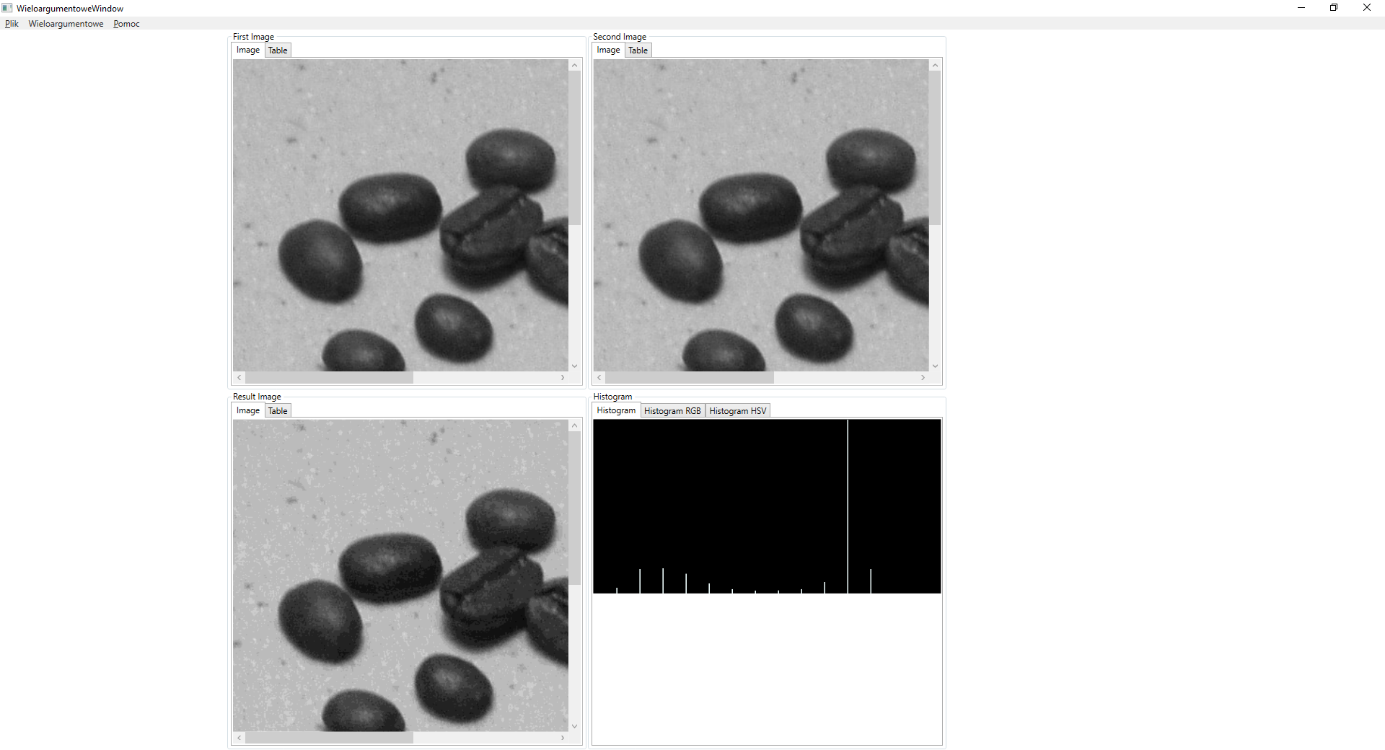 WieloargumentoweWindow
Plik Wieloargumentowe Pomoc
First Image
Image Table
Second Image
Image Table
Result Image
Image Table
Histogram
Histogram Histogram RGB Histogram HSV